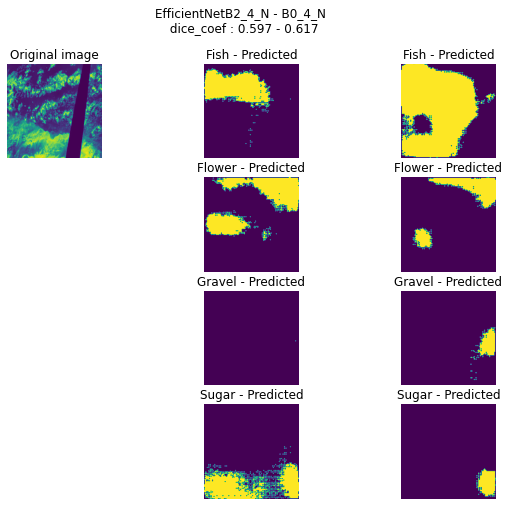 EfficientNetB2_4_N - B0_4_N
dice_coef : 0.597 - 0.617
Original image
Fish - Predicted
Fish - Predicted
Flower - Predicted
Flower - Predicted
Gravel - Predicted
Gravel - Predicted
Sugar - Predicted
Sugar - Predicted